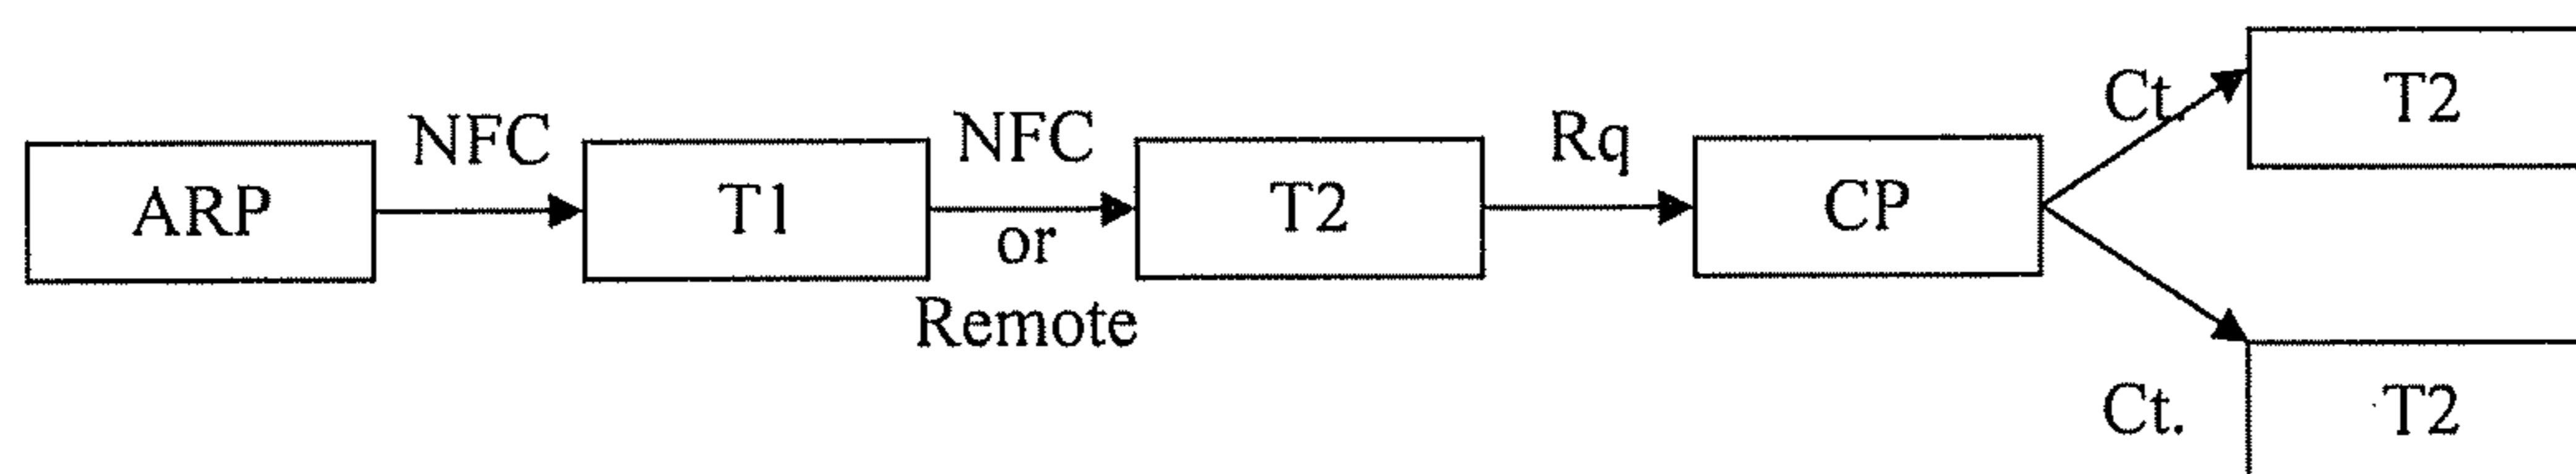 ARP
NFC
T1
NFC
or
Remote
T2
Rq
CP
Ct.
T2
Ct.
T2